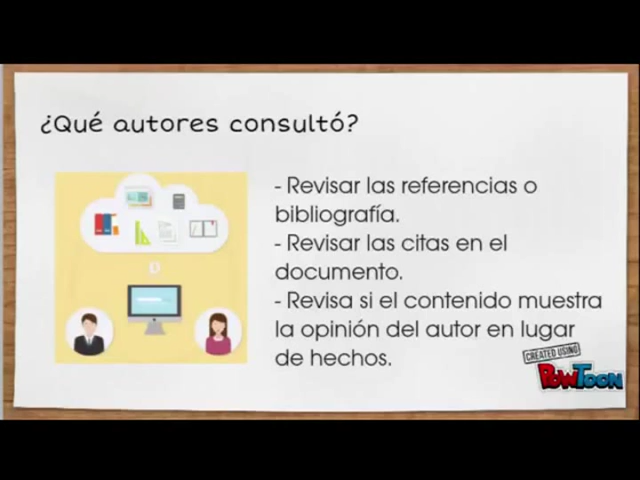 ¿Qué autores consultó?
- Revisar las referencias o
bibliografía.
- Revisar las citas en el
documento.
- Revisa si el contenido muestra
la opinión del autor en lugar
de hechos.
CREATED USING
POWTOON